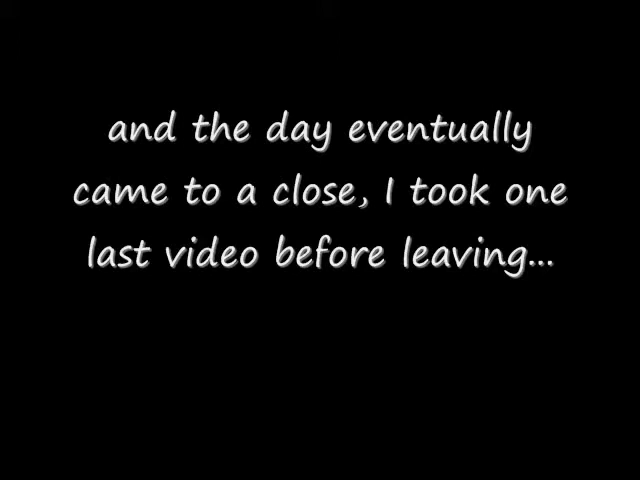 and the day eventually
came to a close, I took one
last video before leaving...